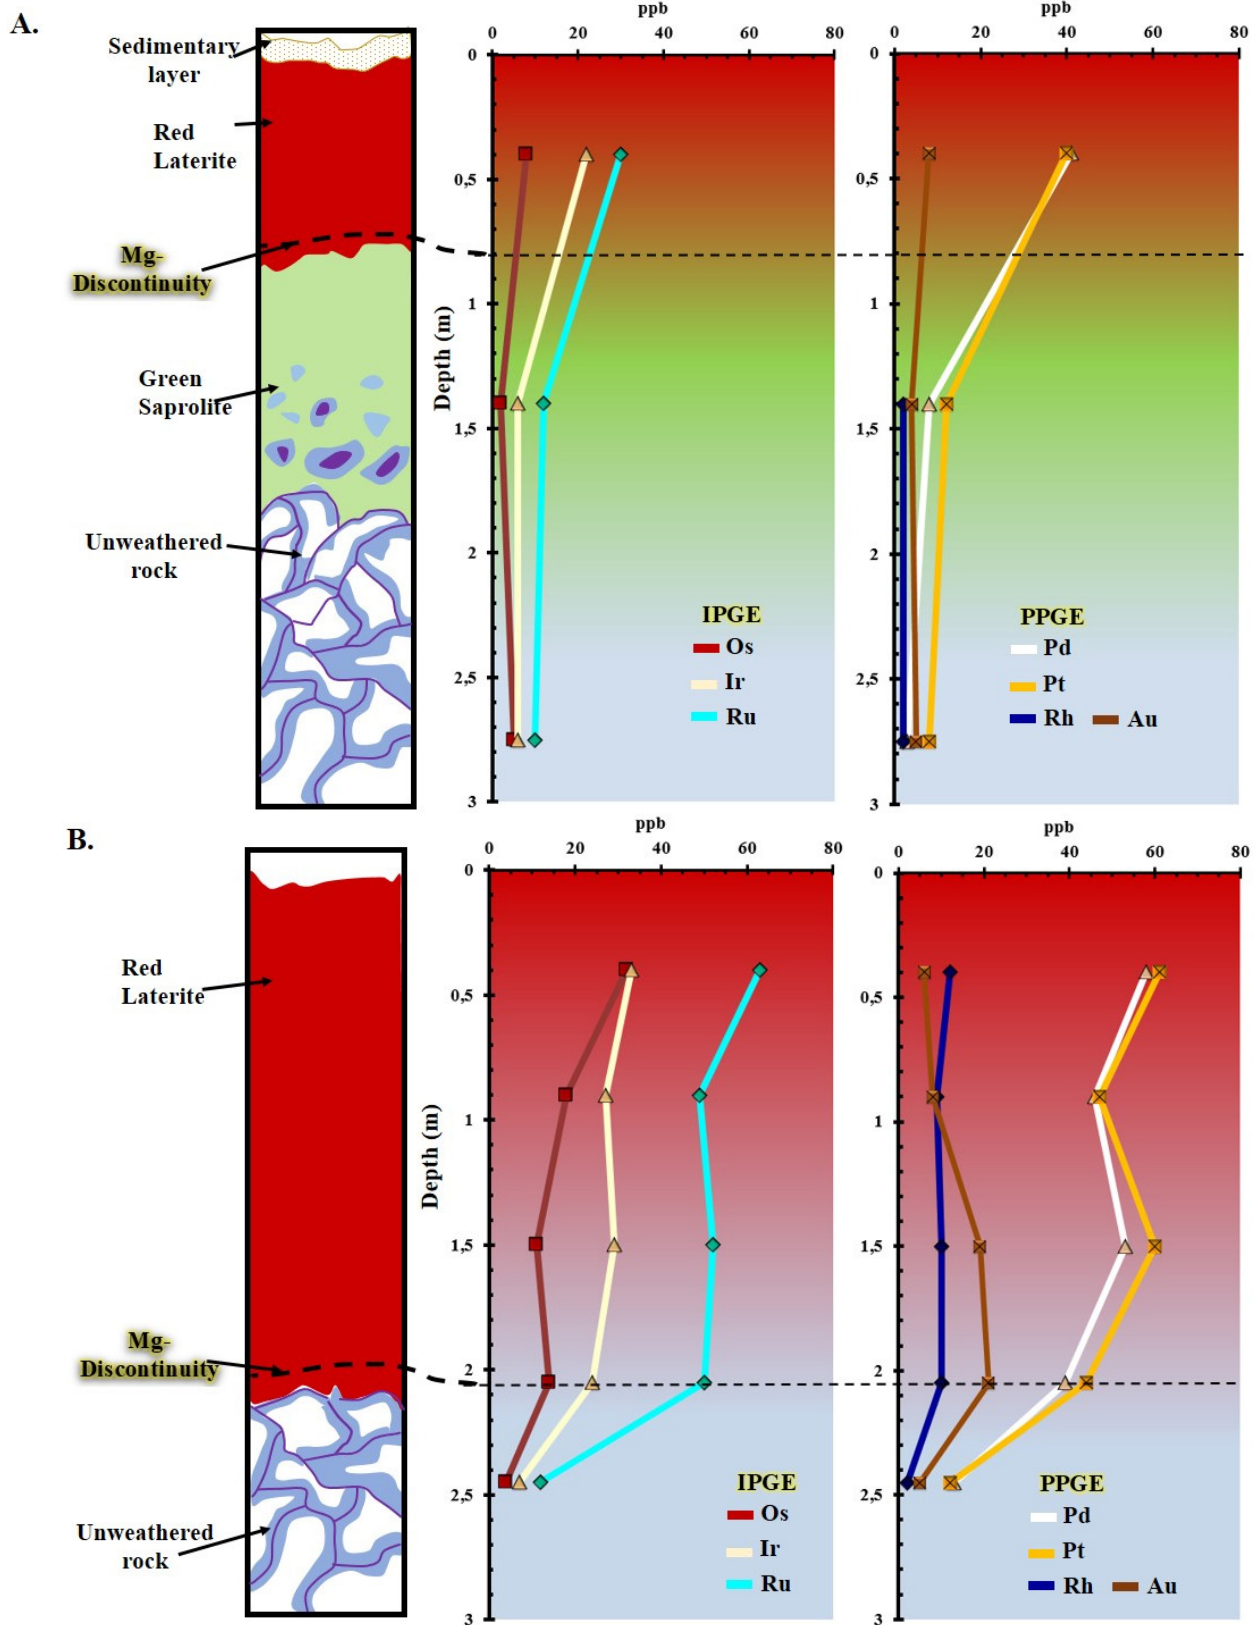 A.
Sedimentary
layer
Red
Laterite
Mg-
Discontinuity
Green
Saprolite
Unweathered
rock
ppb
0 20 40 60 80
0
0,5
1
1,5
2
2,5
3
Depth (m)
IPGE
Os
Ir
Ru
ppb
0 20 40 60 80
0
0,5
1
1,5
2
2,5
3
PPGE
Pd
Pt
Rh Au
B.
Red
Laterite
Mg-
Discontinuity
Unweathered
rock
ppb
0 20 40 60 80
0
0,5
1
1,5
2
2,5
3
Depth (m)
IPGE
Os
Ir
Ru
ppb
0 20 40 60 80
0
0,5
1
1,5
2
2,5
3
PPGE
Pd
Pt
Rh Au